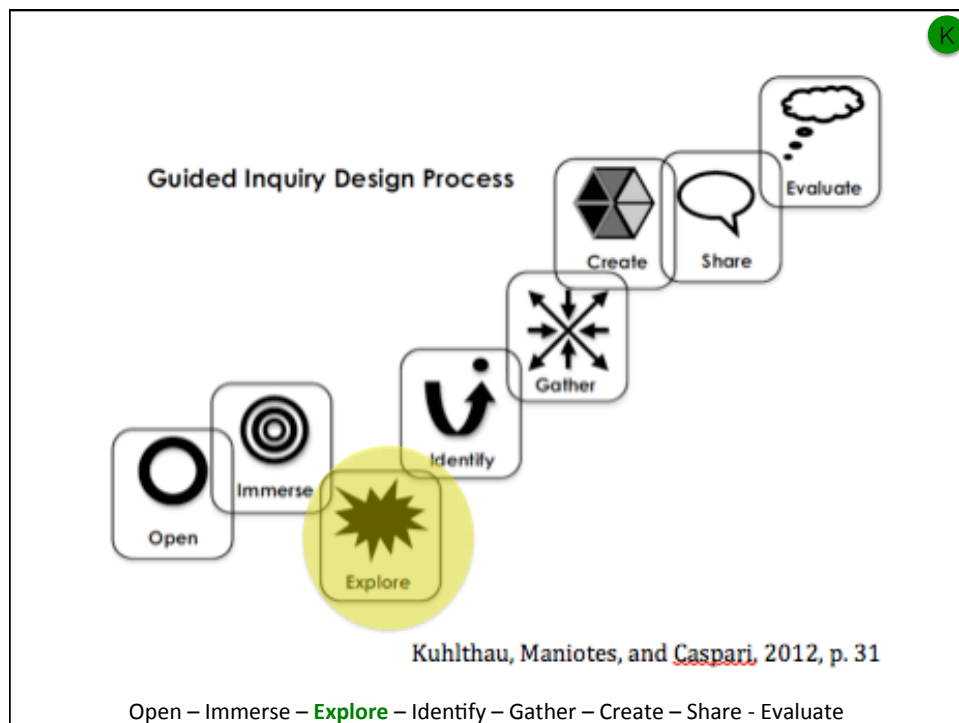 K
Guided Inquiry Design Process
Evaluate
Create
Share
Gather
Identify
Immerse
Open
Explore
Kuhlthau, Maniotes, and Caspari, 2012, p. 31
Open – Immerse – Explore – Identify – Gather – Create – Share - Evaluate